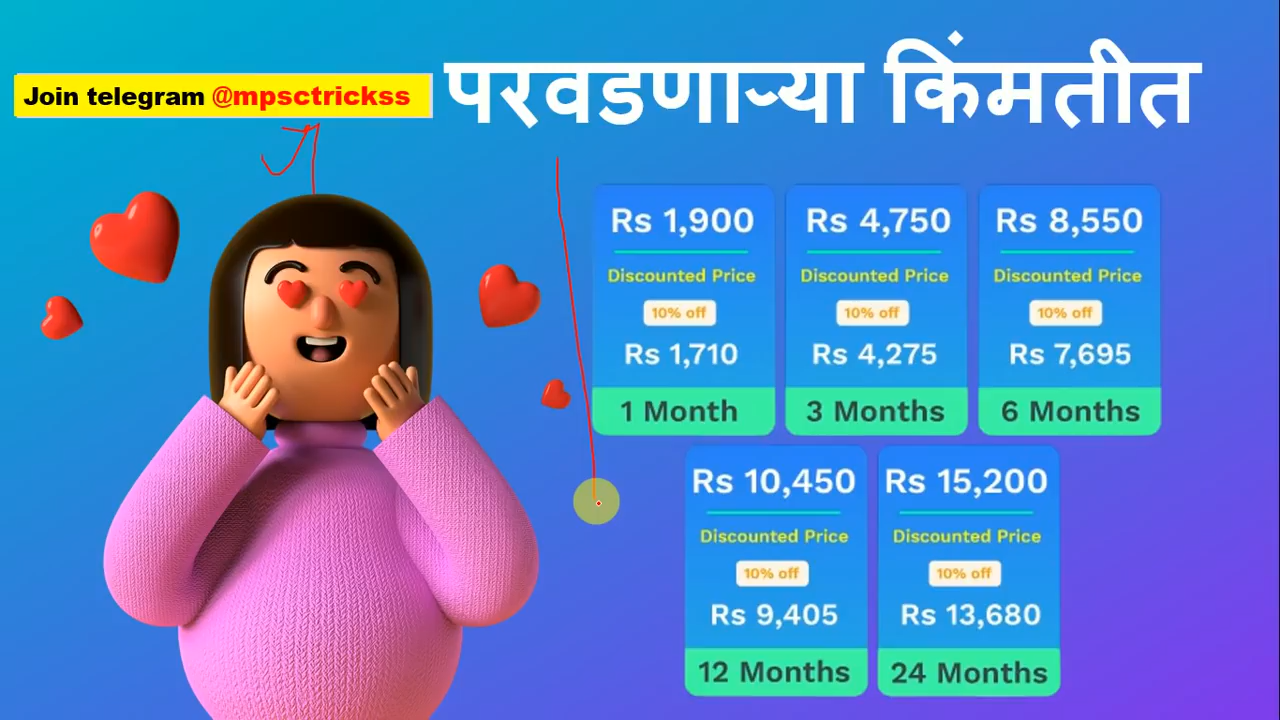 Join telegram @mpsctrickss
परवडणाऱ्या किंमतीत
Rs 1,900
Discounted Price
10% off
Rs 1,710
1 Month
Rs 4,750
Discounted Price
10% off
Rs 4,275
3 Months
Rs 8,550
Discounted Price
10% off
Rs 7,695
6 Months
Rs 10,450
Discounted Price
10% off
Rs 9,405
12 Months
Rs 15,200
Discounted Price
10% off
Rs 13,680
24 Months